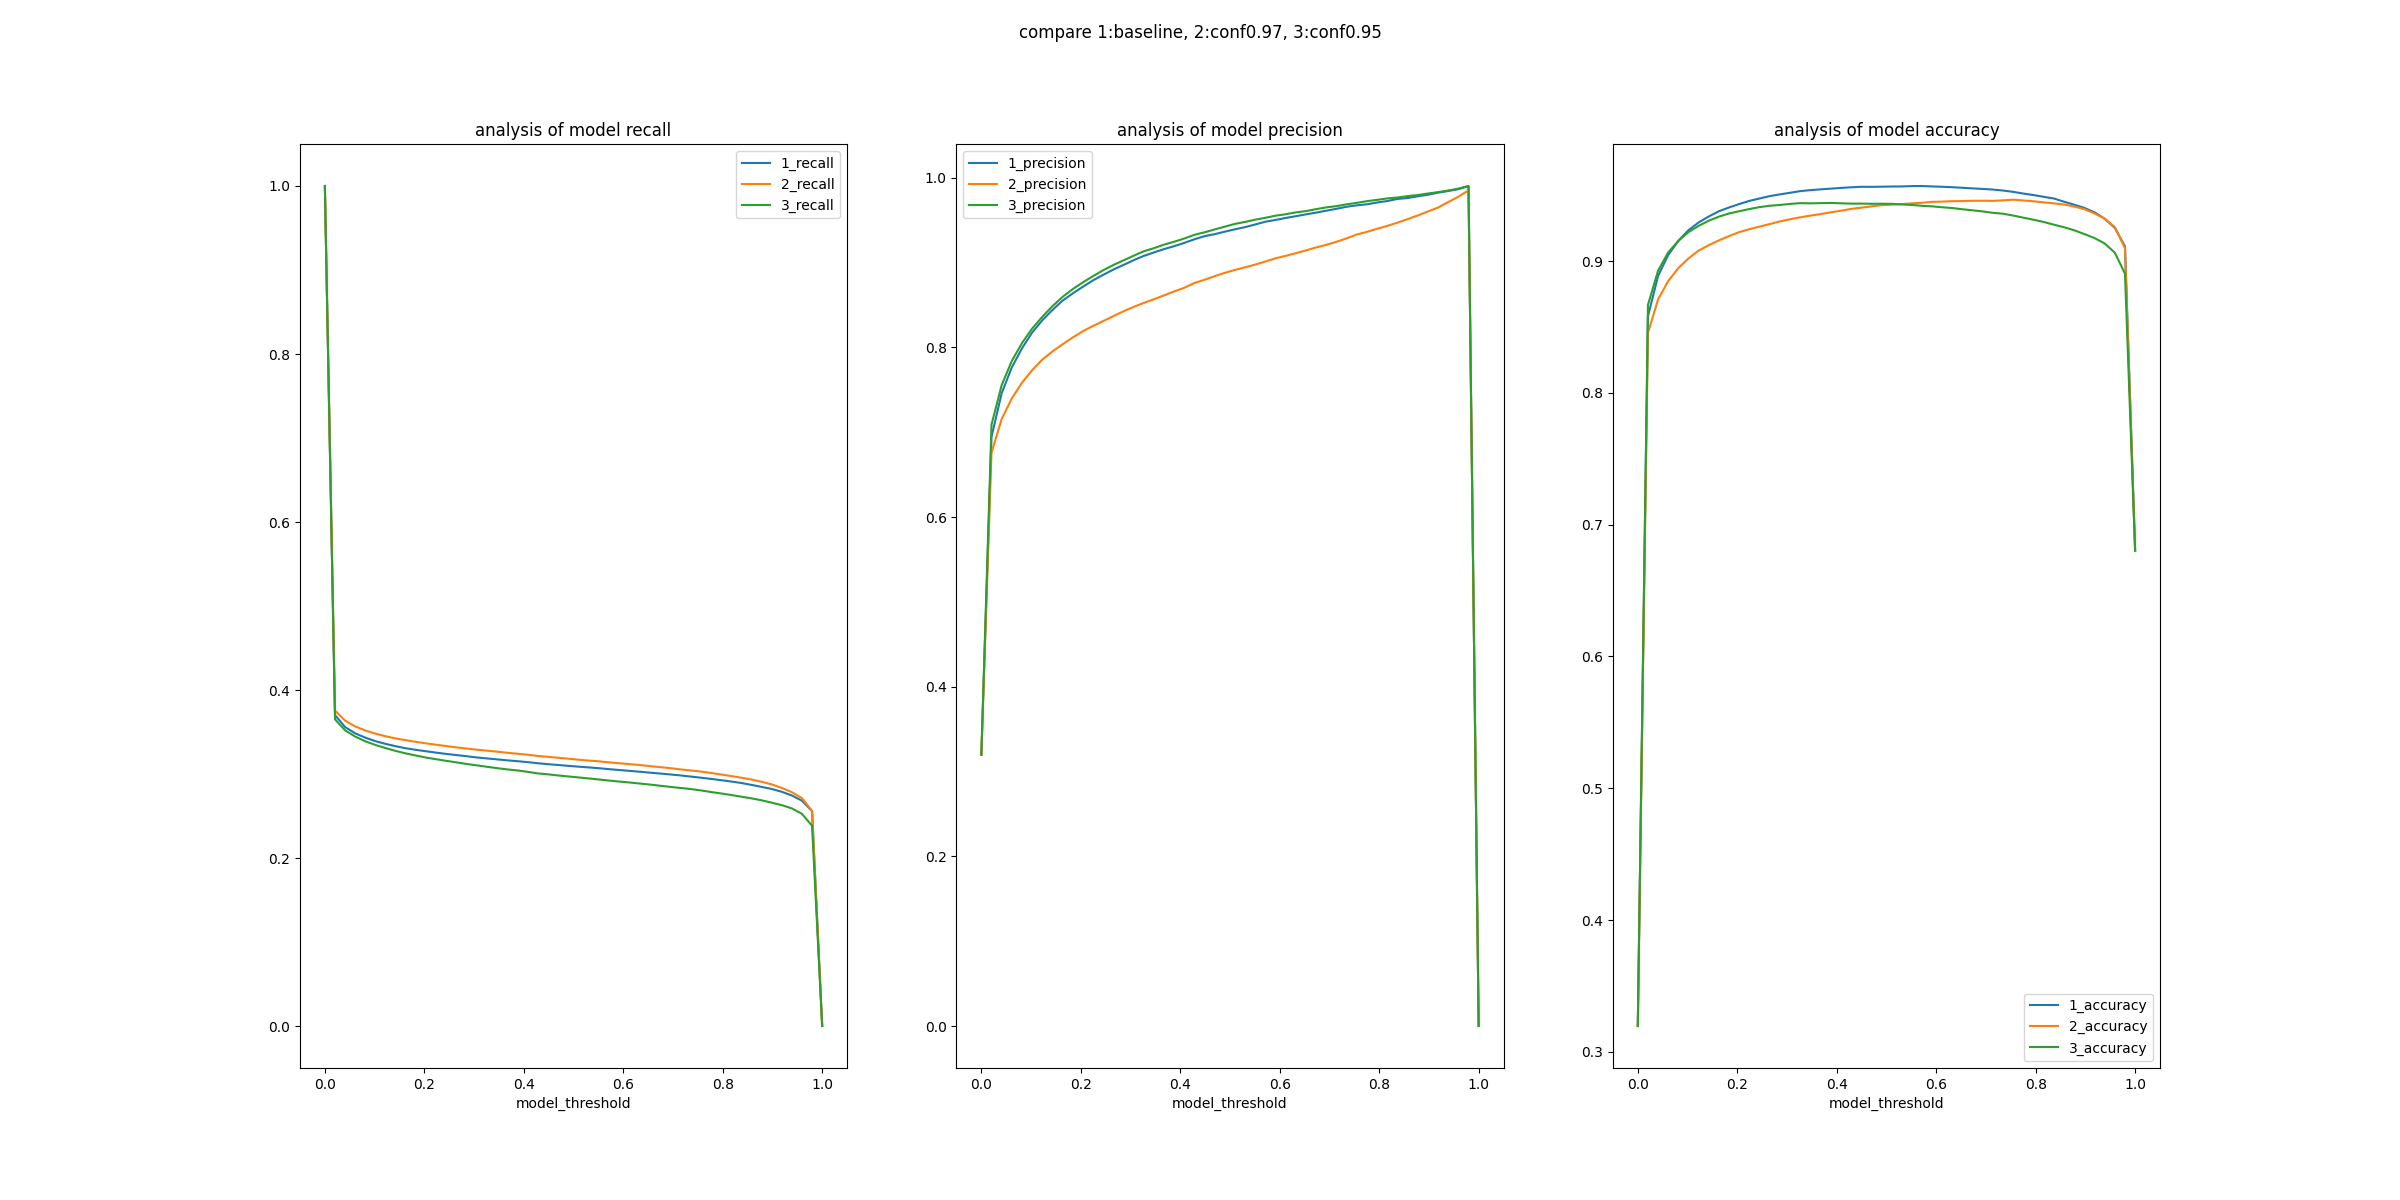 compare 1:baseline, 2:conf0.97, 3:conf0.95
analysis of model recall
1_recall
2_recall
3_recall
1.0
0.8
0.6
0.4
0.2
0.0
0.0 0.2 0.4 0.6 0.8 1.0
model_threshold
analysis of model precision
1_precision
2_precision
3_precision
1.0
0.8
0.6
0.4
0.2
0.0
0.0 0.2 0.4 0.6 0.8 1.0
model_threshold
analysis of model accuracy
0.9
0.8
0.7
0.6
0.5
0.4
0.3
1_accuracy
2_accuracy
3_accuracy
0.0 0.2 0.4 0.6 0.8 1.0
model_threshold